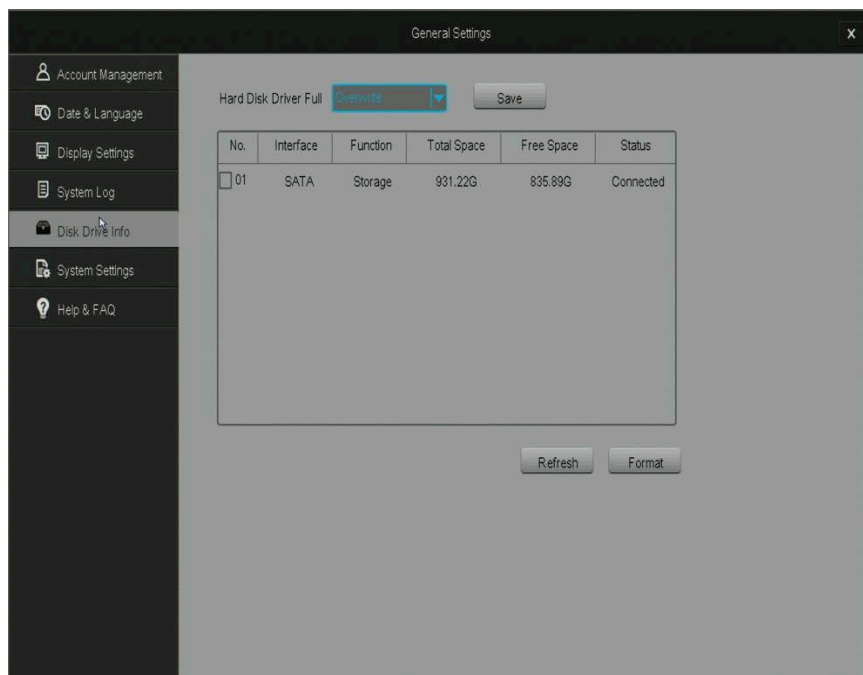 General Settings
X
Account Management
Date & Language
Display Settings
System Log
Disk Drive Info
System Settings
Help & FAQ
Hard Disk Driver Full Overwrite Save
No. Interface Function Total Space Free Space Status
01 SATA Storage 931.22G 835.89G Connected
Refresh Format